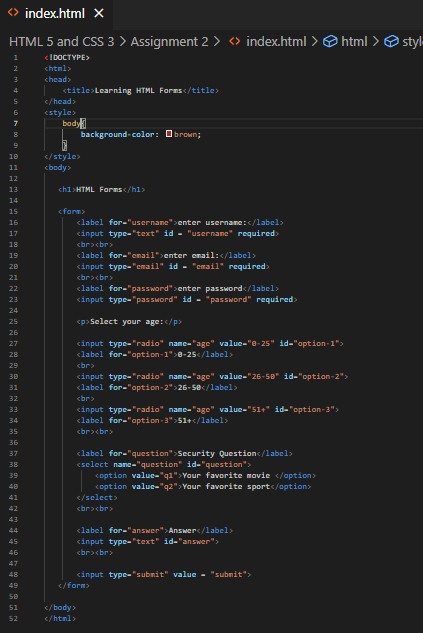 <> index.html ×
HTML 5 and CSS 3 > Assignment 2 > <> index.html > html > style
1 <!DOCTYPE>
2 <html>
3 <head>
4 <title>Learning HTML Forms</title>
5 </head>
6 <style>
7 body{
8 background-color: brown;
9 }
10 </style>
11 <body>
12
13 <h1>HTML Forms</h1>
14
15 <form>
16 <label for="username">enter username:</label>
17 <input type="text" id = "username" required>
18 <br><br>
19 <label for="email">enter email:</label>
20 <input type="email" id = "email" required>
21 <br><br>
22 <label for="password">enter password</label>
23 <input type="password" id = "password" required>
24
25 <p>Select your age:</p>
26
27 <input type="radio" name="age" value="0-25" id="option-1">
28 <label for="option-1">0-25</label>
29 <br>
30 <input type="radio" name="age" value="26-50" id="option-2">
31 <label for="option-2">26-50</label>
32 <br>
33 <input type="radio" name="age" value="51+" id="option-3">
34 <label for="option-3">51+</label>
35 <br><br>
36
37 <label for="question">Security Question</label>
38 <select name="question" id="question">
39 <option value="q1">Your favorite movie </option>
40 <option value="q2">Your favorite sport</option>
41 </select>
42 <br><br>
43
44 <label for="answer">Answer</label>
45 <input type="text" id="answer">
46 <br><br>
47
48 <input type="submit" value = "submit">
49 </form>
50
51 </body>
52 </html>